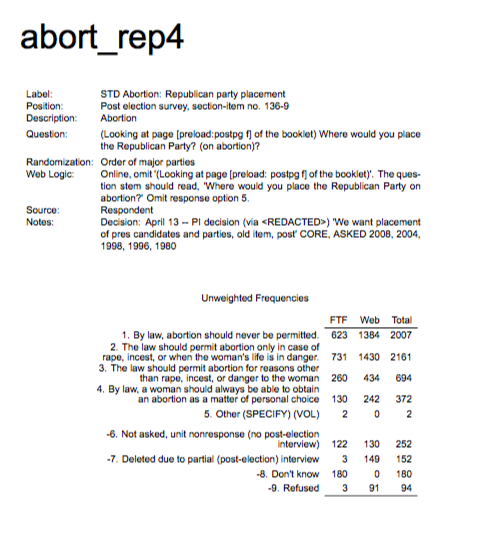 abort_rep4
Label: STD Abortion: Republican party placement
Position: Post election survey, section-item no. 136-9
Description: Abortion
Question: (Looking at page [preload:postpg f] of the booklet) Where would you place
the Republican Party? (on abortion)?
Randomization: Order of major parties
Web Logic: Online, omit '(Looking at page [preload: postpg f] of the booklet)'. The ques-
tion stem should read, 'Where would you place the Republican Party on
abortion?' Omit response option 5.
Source: Respondent
Notes: Decision: April 13 -- PI decision (via <REDACTED>) 'We want placement
of pres candidates and parties, old item, post' CORE, ASKED 2008, 2004,
1998, 1996, 1980
Unweighted Frequencies
FTF Web Total
1. By law, abortion should never be permitted. 623 1384 2007
2. The law should permit abortion only in case of
rape, incest, or when the woman's life is in danger. 731 1430 2161
3. The law should permit abortion for reasons other
than rape, incest, or danger to the woman 260 434 694
4. By law, a woman should always be able to obtain
an abortion as a matter of personal choice 130 242 372
5. Other (SPECIFY) (VOL) 2 0 2
-6. Not asked, unit nonresponse (no post-election
interview) 122 130 252
-7. Deleted due to partial (post-election) interview 3 149 152
-8. Don't know 180 0 180
-9. Refused 3 91 94